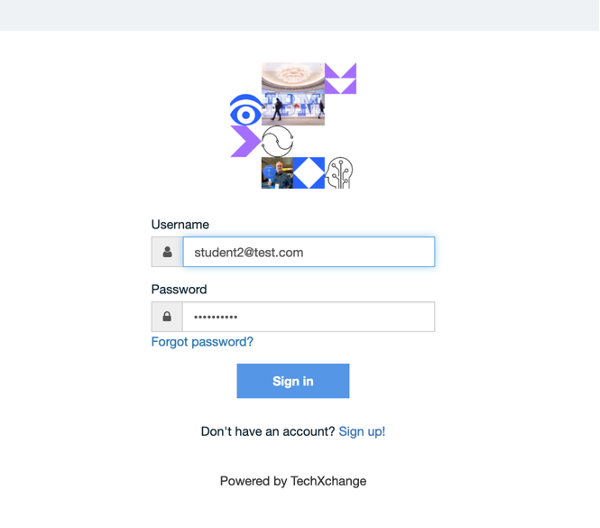 Username
student2@test.com
Password
••••••••••
Forgot password?
Sign in
Don't have an account? Sign up!
Powered by TechXchange